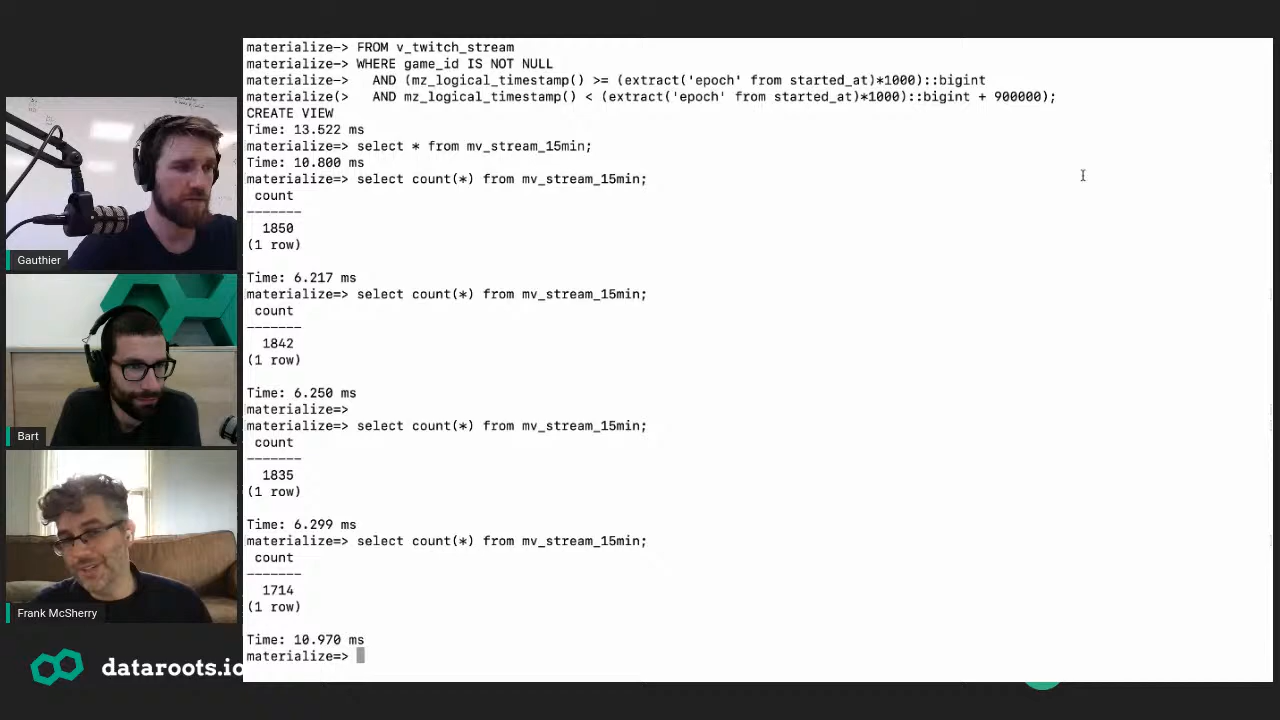 materialize-> FROM v_twitch_stream
materialize-> WHERE game_id IS NOT NULL
materialize->   AND (mz_logical_timestamp() >= (extract('epoch' from started_at)*1000)::bigint
materialize(>   AND mz_logical_timestamp() < (extract('epoch' from started_at)*1000)::bigint + 900000);
CREATE VIEW
Time: 13.522 ms
materialize=> select * from mv_stream_15min;
Time: 10.800 ms
materialize=> select count(*) from mv_stream_15min;
count
-------
1850
(1 row)
Time: 6.217 ms
materialize=> select count(*) from mv_stream_15min;
count
-------
1842
(1 row)
Time: 6.250 ms
materialize=>
materialize=> select count(*) from mv_stream_15min;
count
-------
1835
(1 row)
Time: 6.299 ms
materialize=> select count(*) from mv_stream_15min;
count
-------
1714
(1 row)
Time: 10.970 ms
materialize=>
Gauthier
Bart
Frank McSherry
dataroots.io